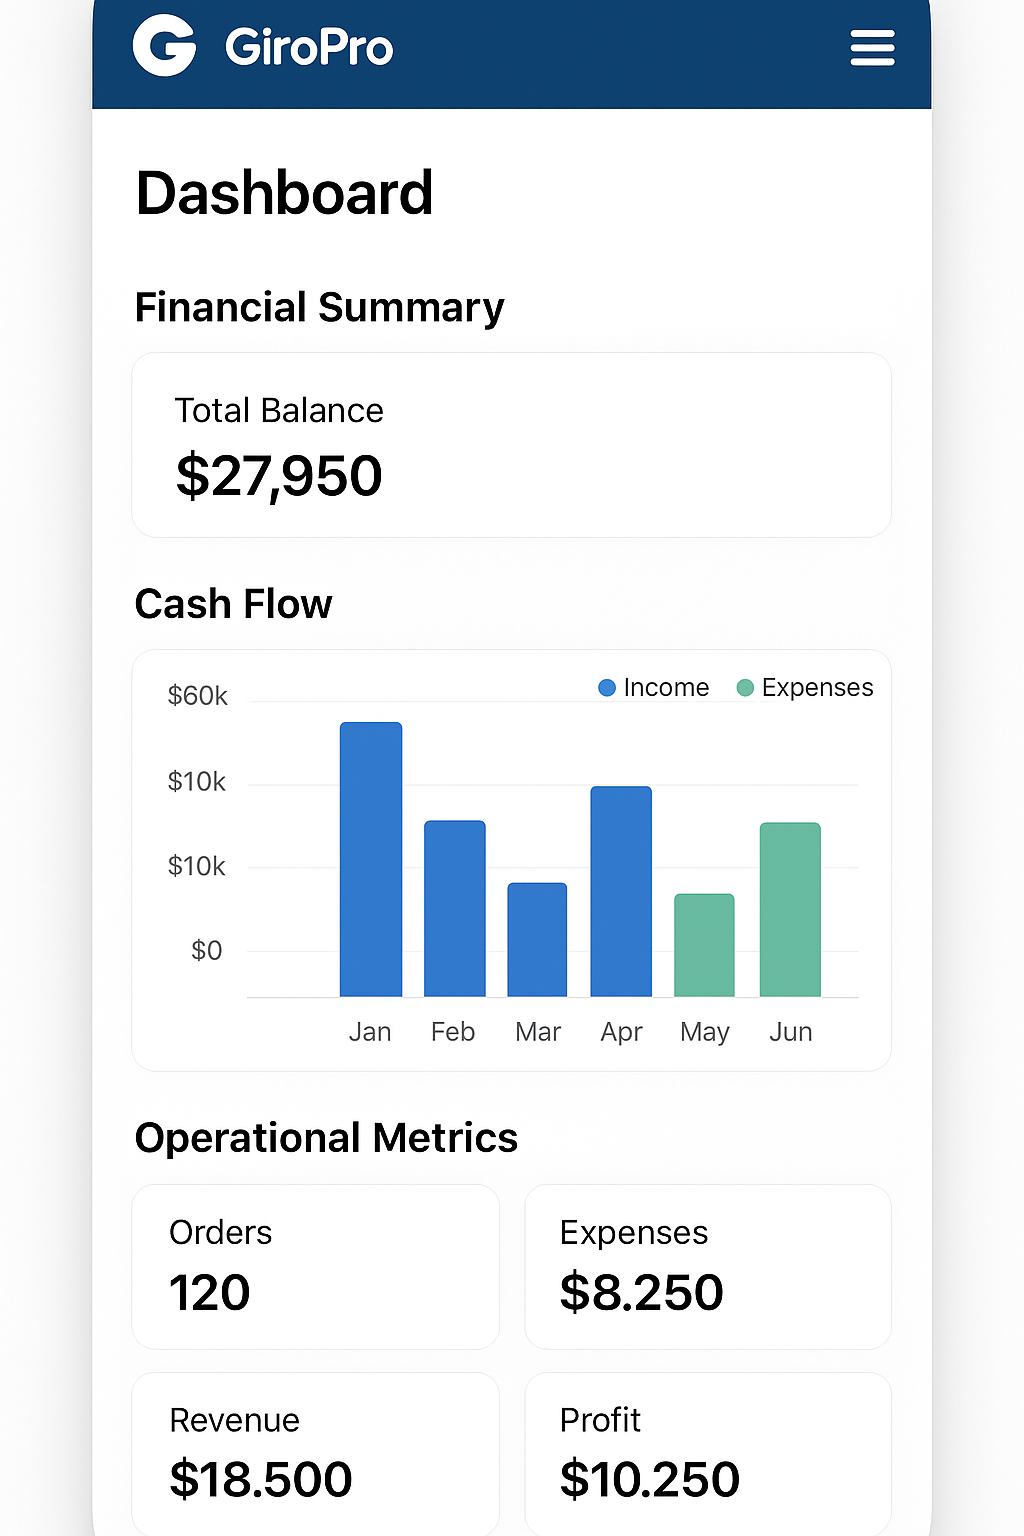 GiroPro
Dashboard
Financial Summary
Total Balance
$27,950
Cash Flow
Income Expenses
$60k
$10k
$10k
$0
Jan Feb Mar Apr May Jun
Operational Metrics
Orders
120
Expenses
$8.250
Revenue
$18.500
Profit
$10.250